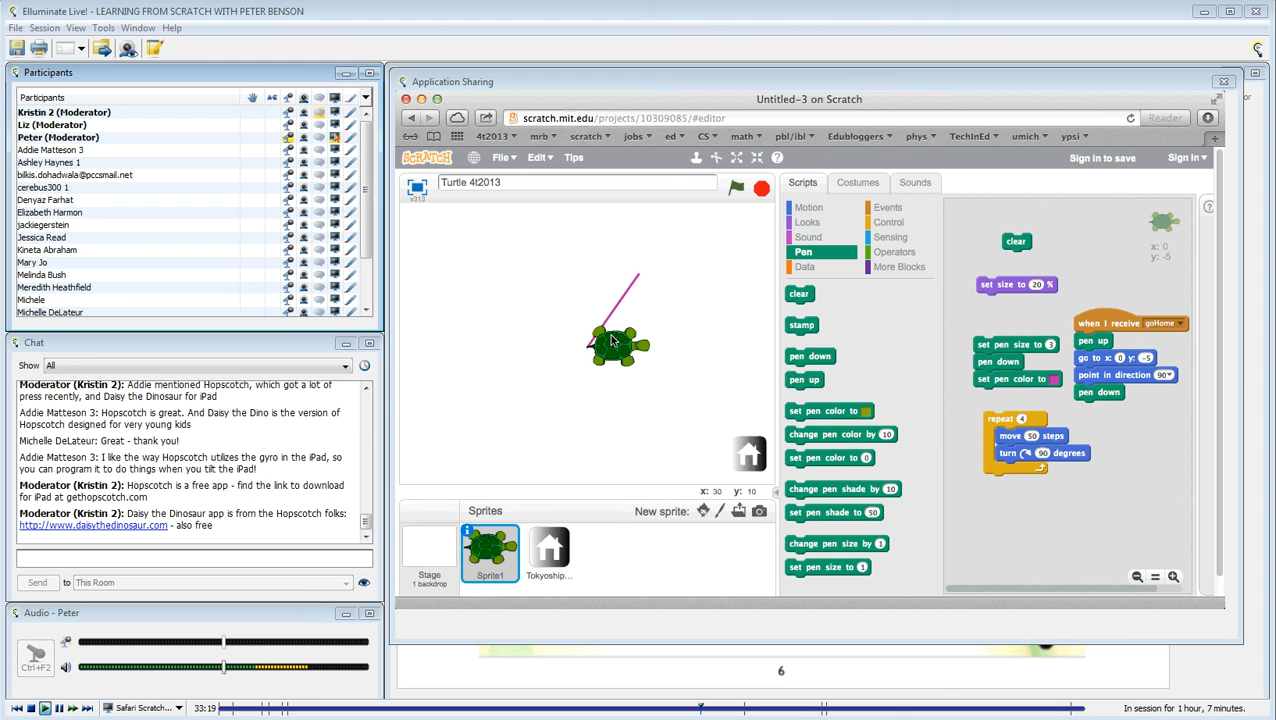 Elluminate Live! - LEARNING FROM SCRATCH WITH PETER BENSON
File Session View Tools Window Help
Participants
Participants
Kristin 2 (Moderator)
Liz (Moderator)
Peter (Moderator)
Addie Matteson 3
Ashley Haynes 1
bilkis.dohadwala@pccsmail.net
cerebus300 1
Denyaz Farhat
Elizabeth Harmon
jackiegerstein
Jessica Read
Kneta Abraham
Mary Jo
Melinda Bush
Meredith Heathfield
Michele
Michelle DeLateur
Chat
Show All
Moderator (Kristin 2): Addie mentioned Hopscotch, which got a lot of
press recently, and Daisy the Dinosaur for iPad
Addie Matteson 3: Hopscotch is great. And Daisy the Dino is the version of
Hopscotch designed for very young kids
Michelle DeLateur: Great - thank you!
Addie Matteson 3: I like the way Hopscotch utilizes the gyro in the iPad, so
you can program it to do things when you tilt the iPad!
Moderator (Kristin 2): Hopscotch is a free app - find the link to download
for iPad at gethopscotch.com
Moderator (Kristin 2): Daisy the Dinosaur app is from the Hopscotch folks:
http://www.daisythedinosaur.com - also free
Send to This Room
Audio - Peter
Ctrl+F2
Application Sharing
Untitled-3 on Scratch
scratch.mit.edu/projects/10309085/#editor
Reader
4t2013 mrb scratch jobs ed CS math pbl/ibl Edubloggers phys TechInEd umich ypsi
SCRATCH File Edit Tips Sign in to save Sign in
v313
Turtle 4t2013
x: 30 y: 10
Sprites New sprite:
Stage
1 backdrop
Sprite1
Tokyoship...
Scripts Costumes Sounds
Motion Events
Looks Control
Sound Sensing
Pen Operators
Data More Blocks
clear
stamp
pen down
pen up
set pen color to
change pen color by 10
set pen color to 0
change pen shade by 10
set pen shade to 50
change pen size by 1
set pen size to 1
x: 0
y: -5
clear
set size to 20 %
set pen size to 3
pen down
set pen color to
when I receive goHome
pen up
go to x: 0 y: -5
point in direction 90
pen down
repeat 4
move 50 steps
turn 90 degrees
6
Safari Scratch... 33:19 In session for 1 hour, 7 minutes.